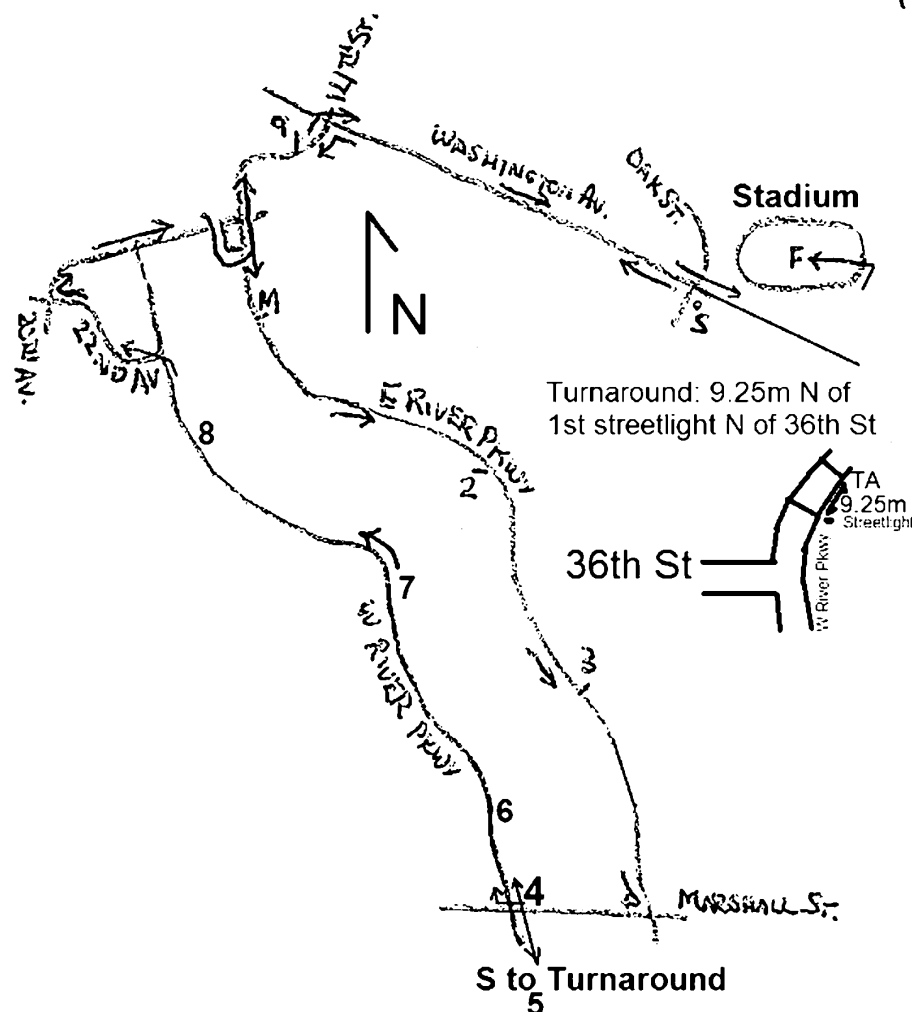 14TH ST.
9
WASHINGTON AV.
OAK ST.
Stadium
F
N
M
S
20TH AV.
22ND AV
Turnaround: 9.25m N of
1st streetlight N of 36th St
E RIVER PKWY
8
2
TA
9.25m
Streetlight
36th St
W River Pkwy
7
W RIVER PKWY
3
6
4
MARSHALL ST.
S to Turnaround
5